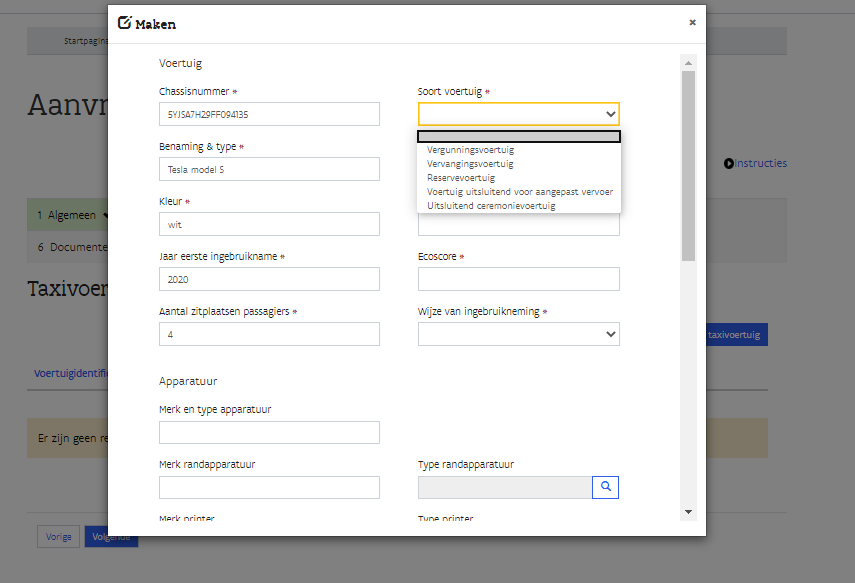 Maken
×
Startpagina
Aanvr
Instructies
1 Algemeen
6 Documente
Taxivoer
taxivoertuig
Voertuigidentifi
Er zijn geen re
Vorige
Volgende
Voertuig
Chassisnummer *
Soort voertuig *
5YJSA7H29FF094135
Vergunningsvoertuig
Vervangingsvoertuig
Reservevoertuig
Voertuig uitsluitend voor aangepast vervoer
Uitsluitend ceremonievoertuig
Benaming & type *
Tesla model S
Kleur *
wit
Jaar eerste ingebruikname *
Ecoscore *
2020
Aantal zitplaatsen passagiers *
Wijze van ingebruikneming *
4
Apparatuur
Merk en type apparatuur
Merk randapparatuur
Type randapparatuur
Merk printer
Type printer